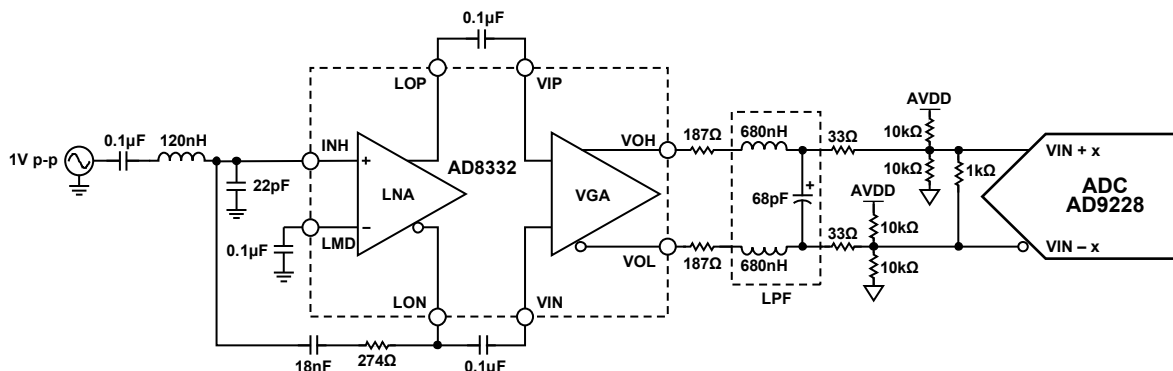 0.1µF
LOP
VIP
AVDD
0.1µF
120nH
187Ω
680nH
33Ω
10kΩ
1V p-p
INH
AD8332
VOH
10kΩ
1kΩ
VIN + x
22pF
LNA
VGA
68pF
+
AVDD
ADC
AD9228
LMD
0.1µF
10kΩ
VOL
187Ω
680nH
33Ω
10kΩ
VIN – x
LON
VIN
LPF
18nF
274Ω
0.1µF
+
–